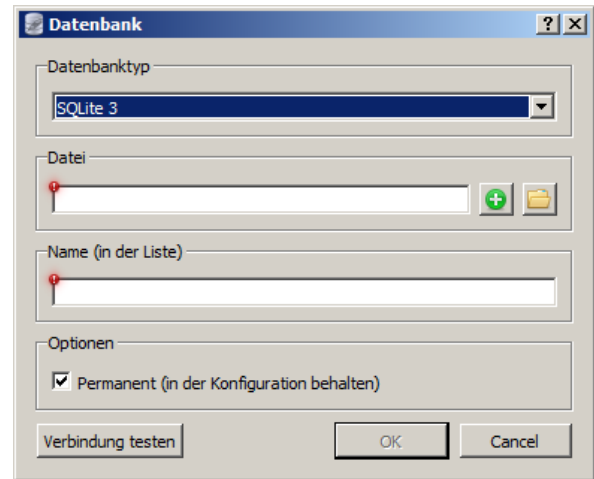 Datenbank
Datenbanktyp
SQLite 3
Datei
Name (in der Liste)
Optionen
Permanent (in der Konfiguration behalten)
Verbindung testen OK Cancel